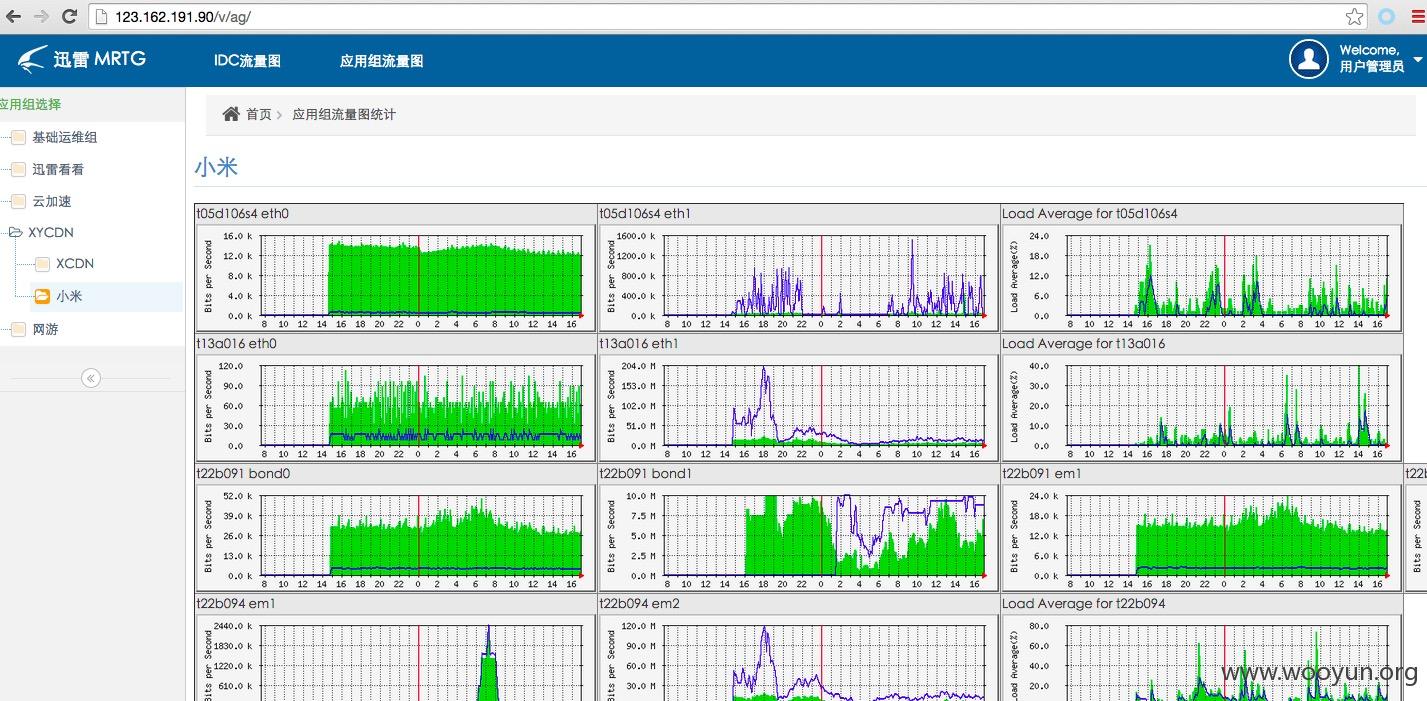 123.162.191.90/v/ag/
迅雷 MRTG
IDC流量图
应用组流量图
Welcome,
用户管理员
应用组选择
基础运维组
迅雷看看
云加速
XYCDN
XCDN
小米
网游
首页
应用组流量图统计
小米
t05d106s4 eth0
t05d106s4 eth1
Load Average for t05d106s4
Bits per Second
16.0 k
12.0 k
8.0 k
4.0 k
0.0 k
8 10 12 14 16 18 20 22 0 2 4 6 8 10 12 14 16
Bits per Second
1600.0 k
1200.0 k
800.0 k
400.0 k
0.0 k
8 10 12 14 16 18 20 22 0 2 4 6 8 10 12 14 16
Load Average(%)
24.0
18.0
12.0
6.0
0.0
8 10 12 14 16 18 20 22 0 2 4 6 8 10 12 14 16
t13a016 eth0
t13a016 eth1
Load Average for t13a016
Bits per Second
120.0
90.0
60.0
30.0
0.0
8 10 12 14 16 18 20 22 0 2 4 6 8 10 12 14 16
Bits per Second
204.0 M
153.0 M
102.0 M
51.0 M
0.0 M
8 10 12 14 16 18 20 22 0 2 4 6 8 10 12 14 16
Load Average(%)
40.0
30.0
20.0
10.0
0.0
8 10 12 14 16 18 20 22 0 2 4 6 8 10 12 14 16
t22b091 bond0
t22b091 bond1
t22b091 em1
Bits per Second
52.0 k
39.0 k
26.0 k
13.0 k
0.0 k
8 10 12 14 16 18 20 22 0 2 4 6 8 10 12 14 16
Bits per Second
10.0 M
7.5 M
5.0 M
2.5 M
0.0 M
8 10 12 14 16 18 20 22 0 2 4 6 8 10 12 14 16
Bits per Second
24.0 k
18.0 k
12.0 k
6.0 k
0.0 k
8 10 12 14 16 18 20 22 0 2 4 6 8 10 12 14 16
Bits per Second
t22b094 em1
t22b094 em2
Load Average for t22b094
Bits per Second
2440.0 k
1830.0 k
1220.0 k
610.0 k
Bits per Second
120.0 M
90.0 M
60.0 M
30.0 M
80.0
60.0
40.0
20.0
www.wooyun.org